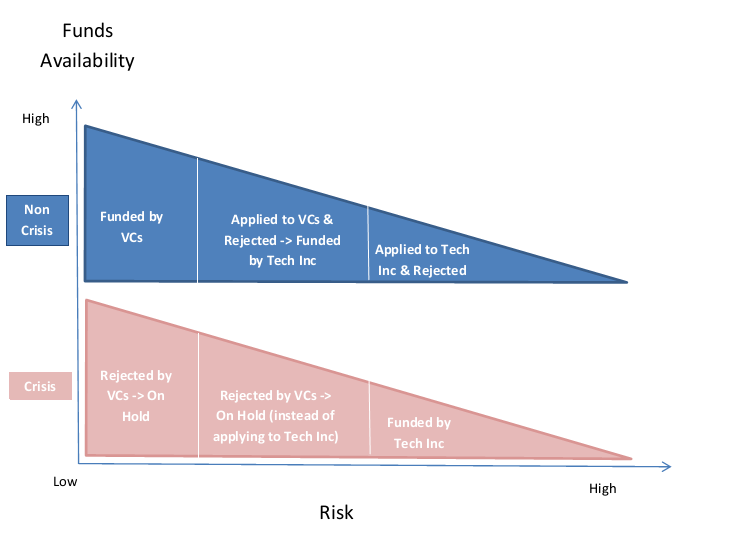 Funds
Availability
High
Non
Crisis
Funded by
VCs
Applied to VCs &
Rejected -> Funded
by Tech Inc
Applied to Tech
Inc & Rejected
Crisis
Rejected by
VCs -> On
Hold
Rejected by VCs ->
On Hold (instead of
applying to Tech Inc)
Funded by
Tech Inc
Low
High
Risk